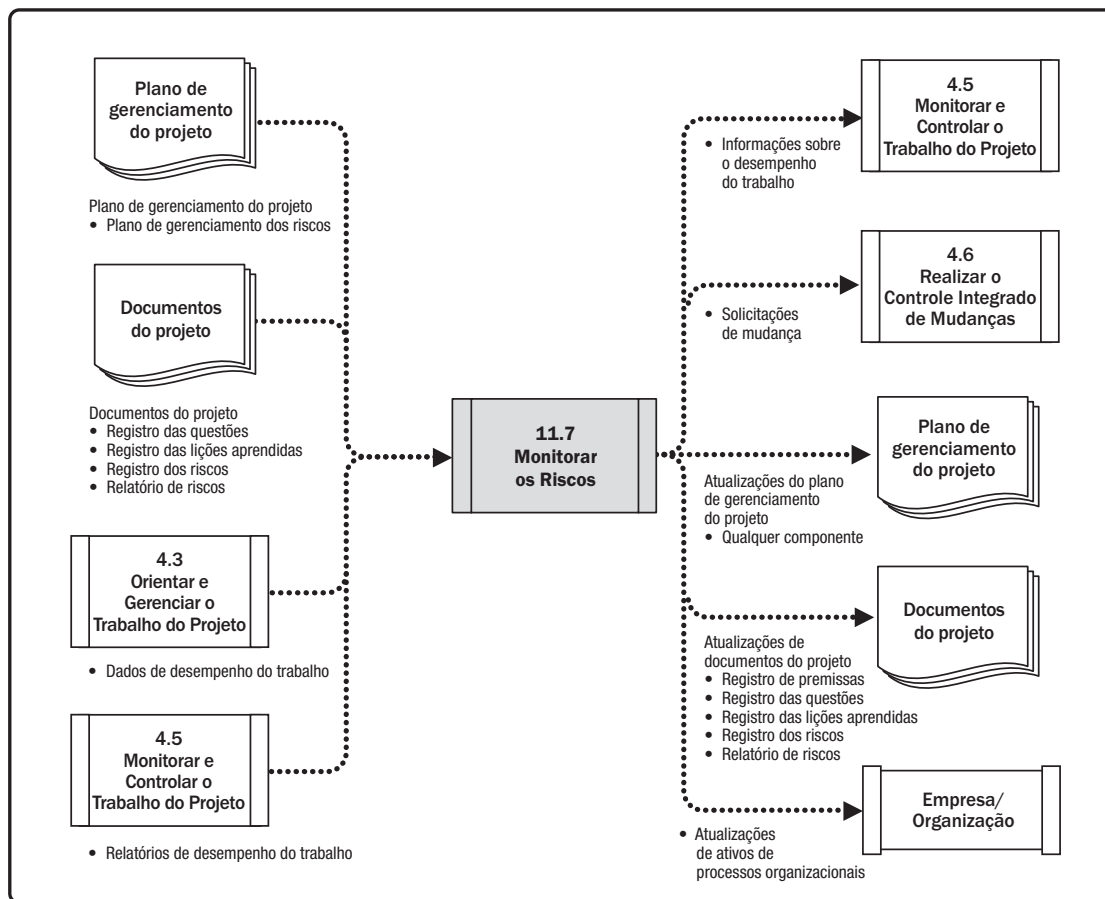 Plano de
gerenciamento
do projeto
Plano de gerenciamento do projeto
• Plano de gerenciamento dos riscos
Documentos
do projeto
Documentos do projeto
• Registro das questões
• Registro das lições aprendidas
• Registro dos riscos
• Relatório de riscos
4.3
Orientar e
Gerenciar o
Trabalho do Projeto
• Dados de desempenho do trabalho
4.5
Monitorar e
Controlar o
Trabalho do Projeto
• Relatórios de desempenho do trabalho
11.7
Monitorar
os Riscos
4.5
Monitorar e
Controlar o
Trabalho do Projeto
• Informações sobre
o desempenho
do trabalho
4.6
Realizar o
Controle Integrado
de Mudanças
• Solicitações
de mudança
Plano de
gerenciamento
do projeto
Atualizações do plano
de gerenciamento
do projeto
• Qualquer componente
Documentos
do projeto
Atualizações de
documentos do projeto
• Registro de premissas
• Registro das questões
• Registro das lições aprendidas
• Registro dos riscos
• Relatório de riscos
Empresa/
Organização
• Atualizações
de ativos de
processos organizacionais